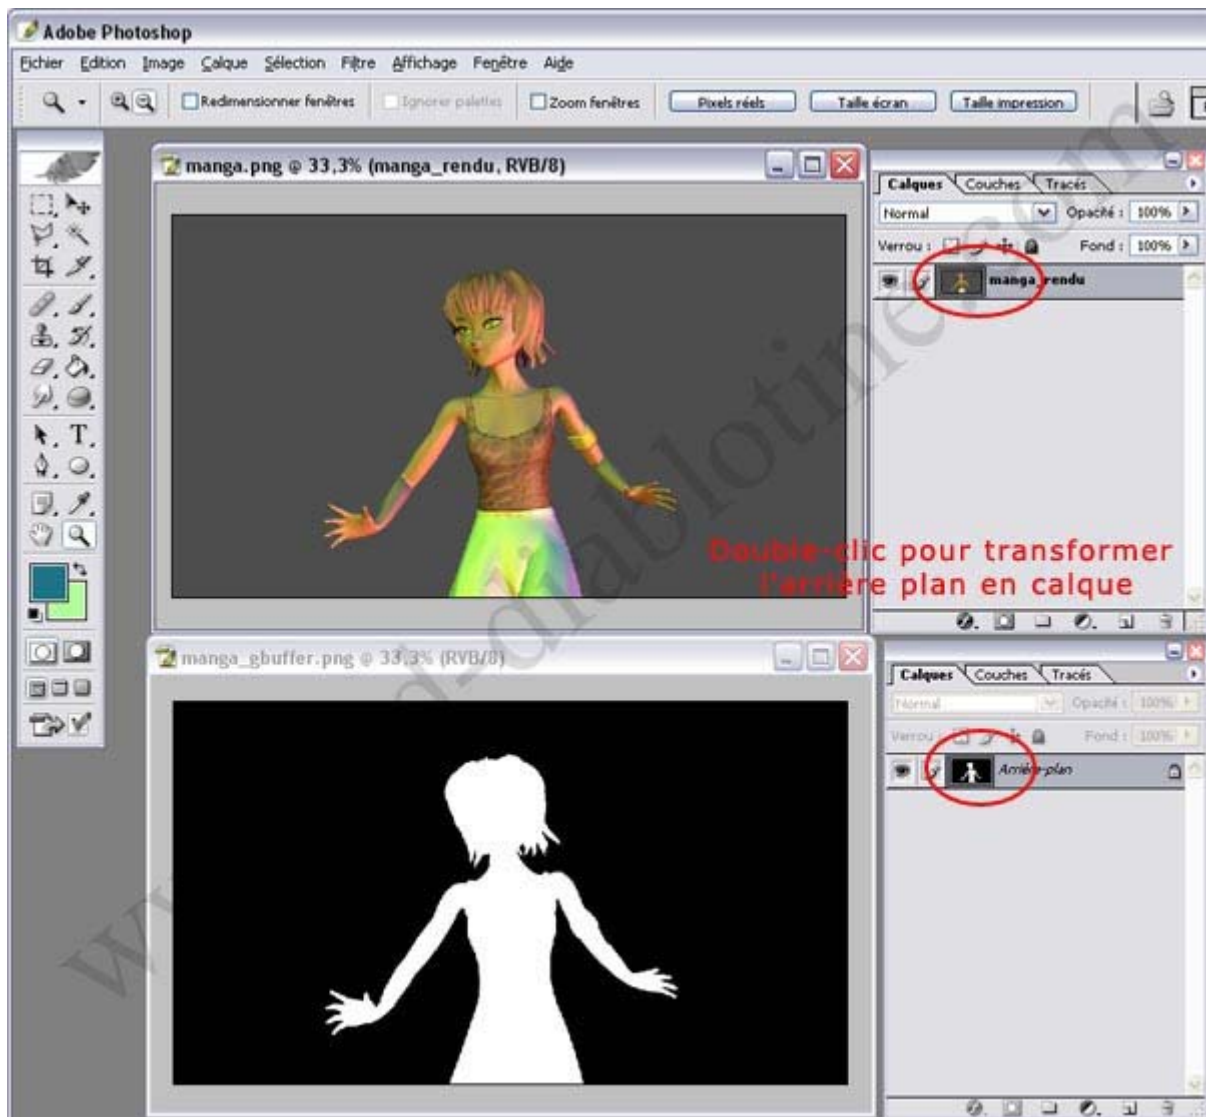 Adobe Photoshop
Fichier Edition Image Calque Sélection Filtre Affichage Fenêtre Aide
Redimensionner fenêtres Ignorer palettes Zoom fenêtres Pixels réels Taille écran Taille impression
manga.png @ 33,3% (manga_rendu, RVB/8)
Calques Couches Tracés
Normal Opacité : 100%
Verrou : Fond : 100%
manga_rendu
Double-clic pour transformer
l'arrière plan en calque
manga_gbuffer.png @ 33,3% (RVB/8)
Calques Couches Tracés
Normal Opacité : 100%
Verrou : Fond : 100%
Arrière-plan